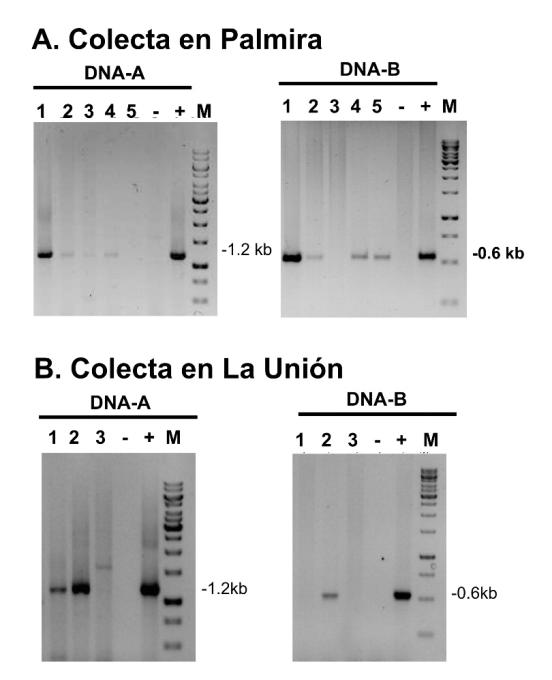 A. Colecta en Palmira
DNA-A
DNA-B
1 2 3 4 5 - + M
1 2 3 4 5 - + M
-1.2 kb
-0.6 kb
B. Colecta en La Unión
DNA-A
DNA-B
1 2 3 - + M
1 2 3 - + M
-1.2kb
-0.6kb